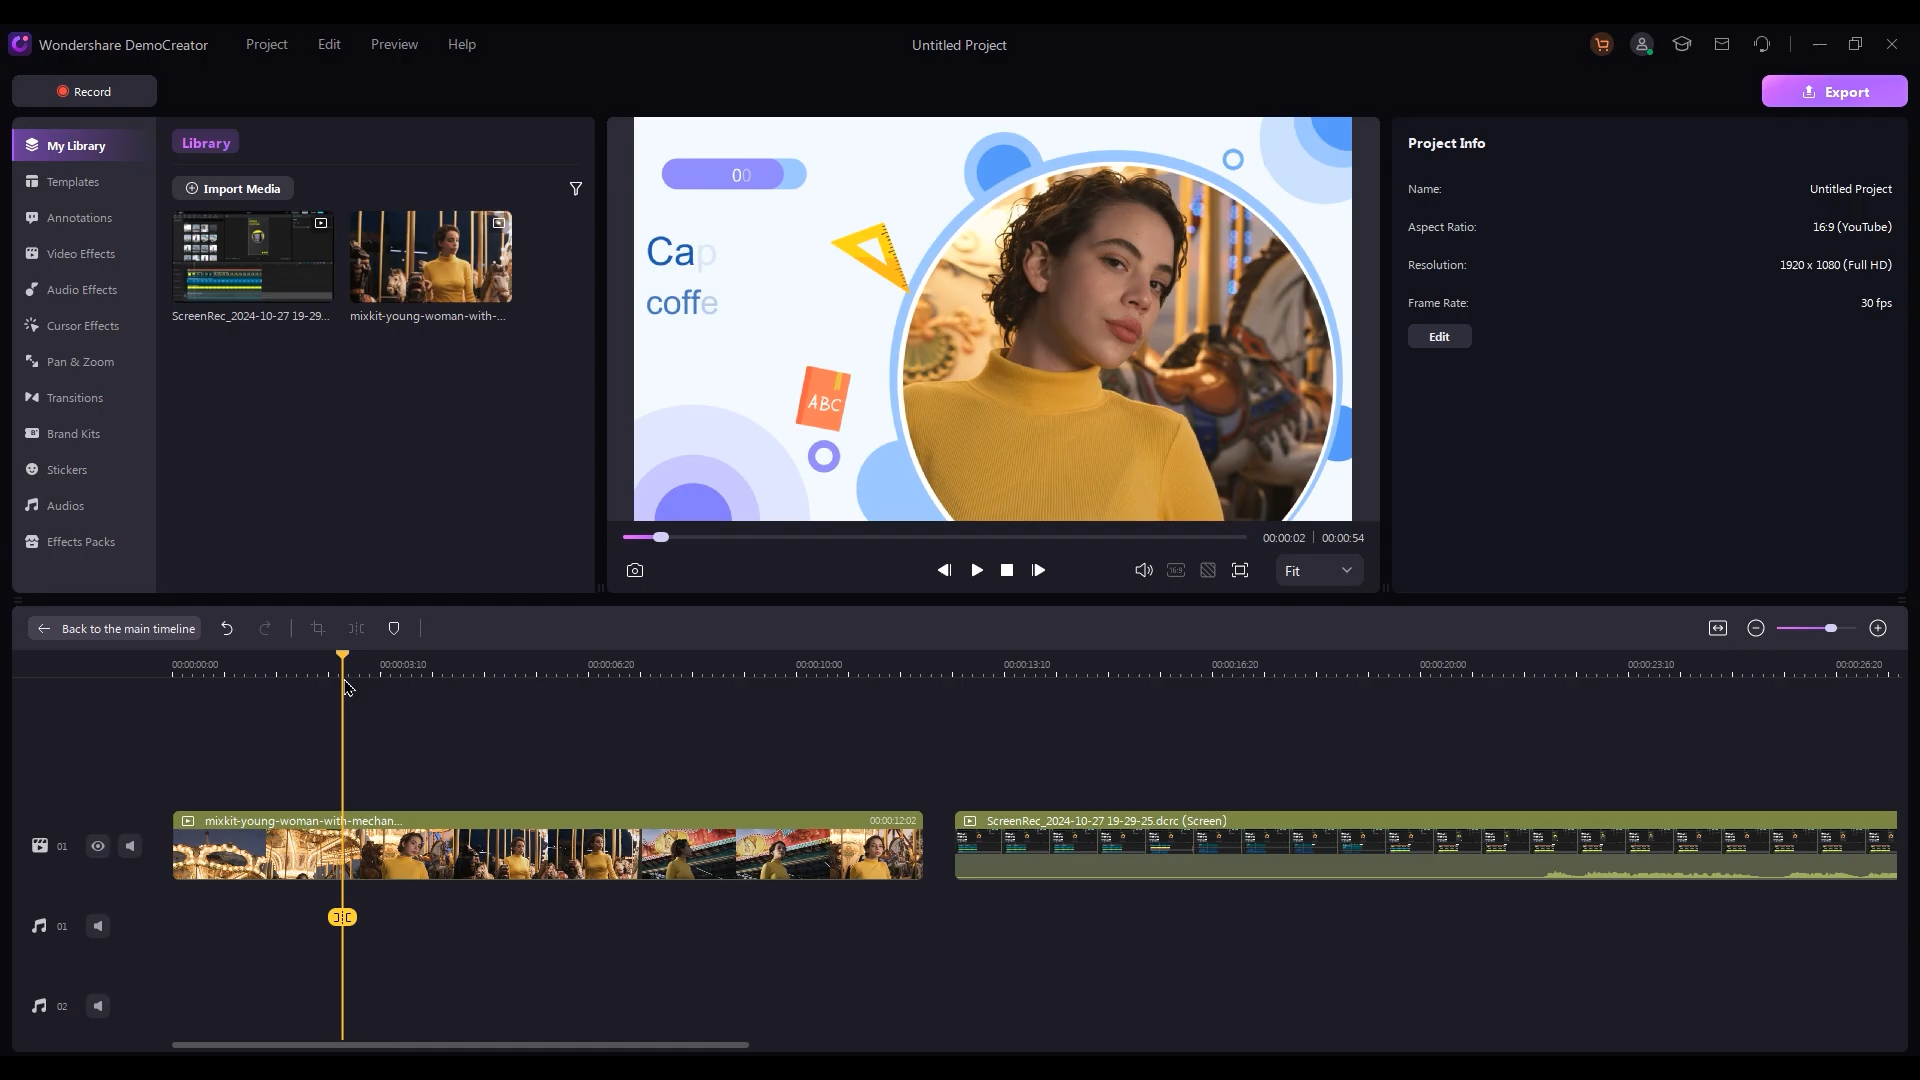 Wondershare DemoCreator
Project
Edit
Preview
Help
Untitled Project
Record
Export
My Library
Templates
Annotations
Video Effects
Audio Effects
Cursor Effects
Pan & Zoom
Transitions
Brand Kits
Stickers
Audios
Effects Packs
Library
Import Media
ScreenRec_2024-10-27 19-29...
mixkit-young-woman-with-...
00
Cap
coffe
ABC
00:00:02 | 00:00:54
16:9
Fit
Project Info
Name: Untitled Project
Aspect Ratio: 16:9 (YouTube)
Resolution: 1920 x 1080 (Full HD)
Frame Rate: 30 fps
Edit
Back to the main timeline
00:00:00:00
00:00:03:10
00:00:06:20
00:00:10:00
00:00:13:10
00:00:16:20
00:00:20:00
00:00:23:10
00:00:26:20
mixkit-young-woman-with-mechan...
00:00:12:02
ScreenRec_2024-10-27 19-29-25.dcrc (Screen)
01
01
02